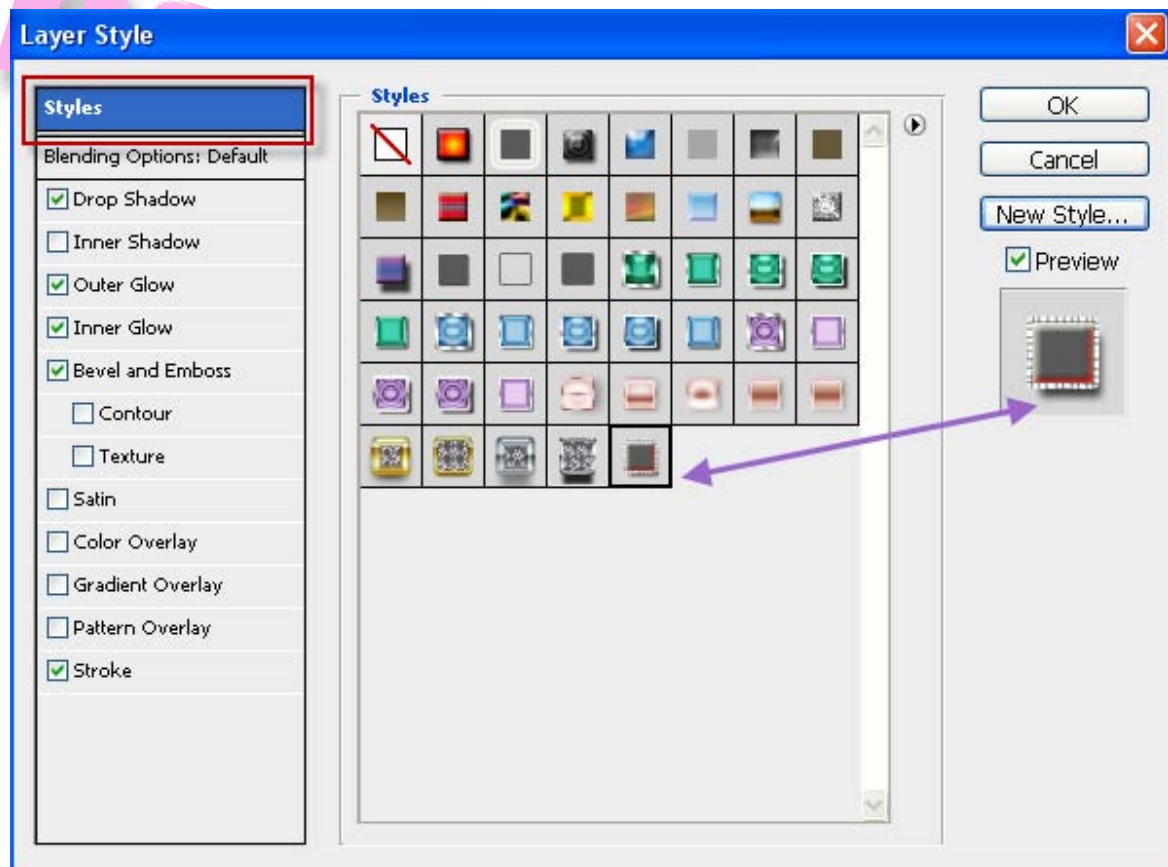 Layer Style
Styles
Blending Options: Default
Drop Shadow
Inner Shadow
Outer Glow
Inner Glow
Bevel and Emboss
Contour
Texture
Satin
Color Overlay
Gradient Overlay
Pattern Overlay
Stroke
Styles
OK
Cancel
New Style...
Preview